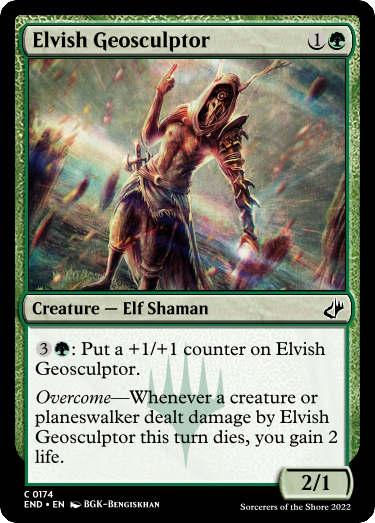 Elvish Geosculptor 1
Creature — Elf Shaman
3 : Put a +1/+1 counter on Elvish
Geosculptor.
Overcome—Whenever a creature or
planeswalker dealt damage by Elvish
Geosculptor this turn dies, you gain 2
life.
2/1
C 0174
END • EN BGK-Bengiskhan
Sorcerers of the Shore 2022